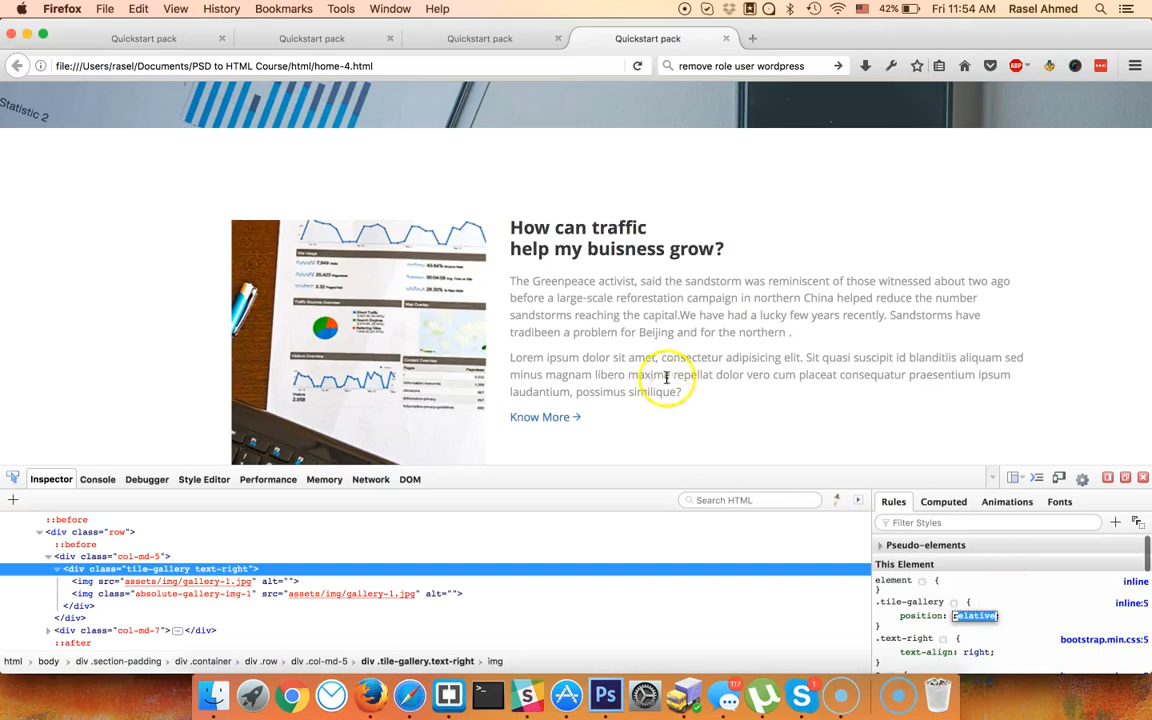 Firefox File Edit View History Bookmarks Tools Window Help 42% Fri 11:54 AM Rasel Ahmed
Quickstart pack Quickstart pack Quickstart pack Quickstart pack
file:///Users/rasel/Documents/PSD to HTML Course/html/home-4.html remove role user wordpress
ABP
Statistic 2
How can traffic
help my buisness grow?
The Greenpeace activist, said the sandstorm was reminiscent of those witnessed about two ago
before a large-scale reforestation campaign in northern China helped reduce the number
sandstorms reaching the capital.We have had a lucky few years recently. Sandstorms have
tradibeen a problem for Beijing and for the northern .
Lorem ipsum dolor sit amet, consectetur adipisicing elit. Sit quasi suscipit id blanditiis aliquam sed
minus magnam libero maxime repellat dolor vero cum placeat consequatur praesentium ipsum
laudantium, possimus similique?
Know More →
Inspector Console Debugger Style Editor Performance Memory Network DOM
Search HTML
Rules Computed Animations Fonts
Filter Styles
::before
<div class="row">
::before
<div class="col-md-5">
<div class="tile-gallery text-right">
<img src="assets/img/gallery-1.jpg" alt="">
<img class="absolute-gallery-img-1" src="assets/img/gallery-1.jpg" alt="">
</div>
</div>
<div class="col-md-7"> </div>
::after
Pseudo-elements
This Element
element { inline
}
.tile-gallery { inline:5
position: relative;
}
.text-right { bootstrap.min.css:5
text-align: right;
}
html body div.section-padding div.container div.row div.col-md-5 div.tile-gallery.text-right img
Ps 117 1